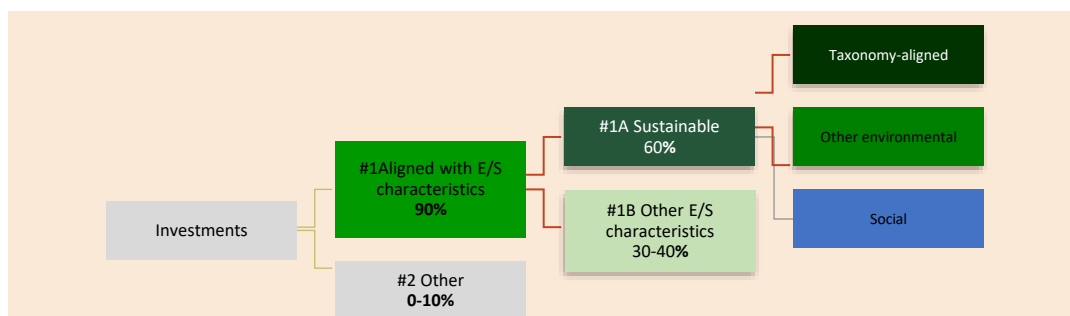 Investments
#1Aligned with E/S
characteristics
90%
#2 Other
0-10%
#1A Sustainable
60%
#1B Other E/S
characteristics
30-40%
Taxonomy-aligned
Other environmental
Social